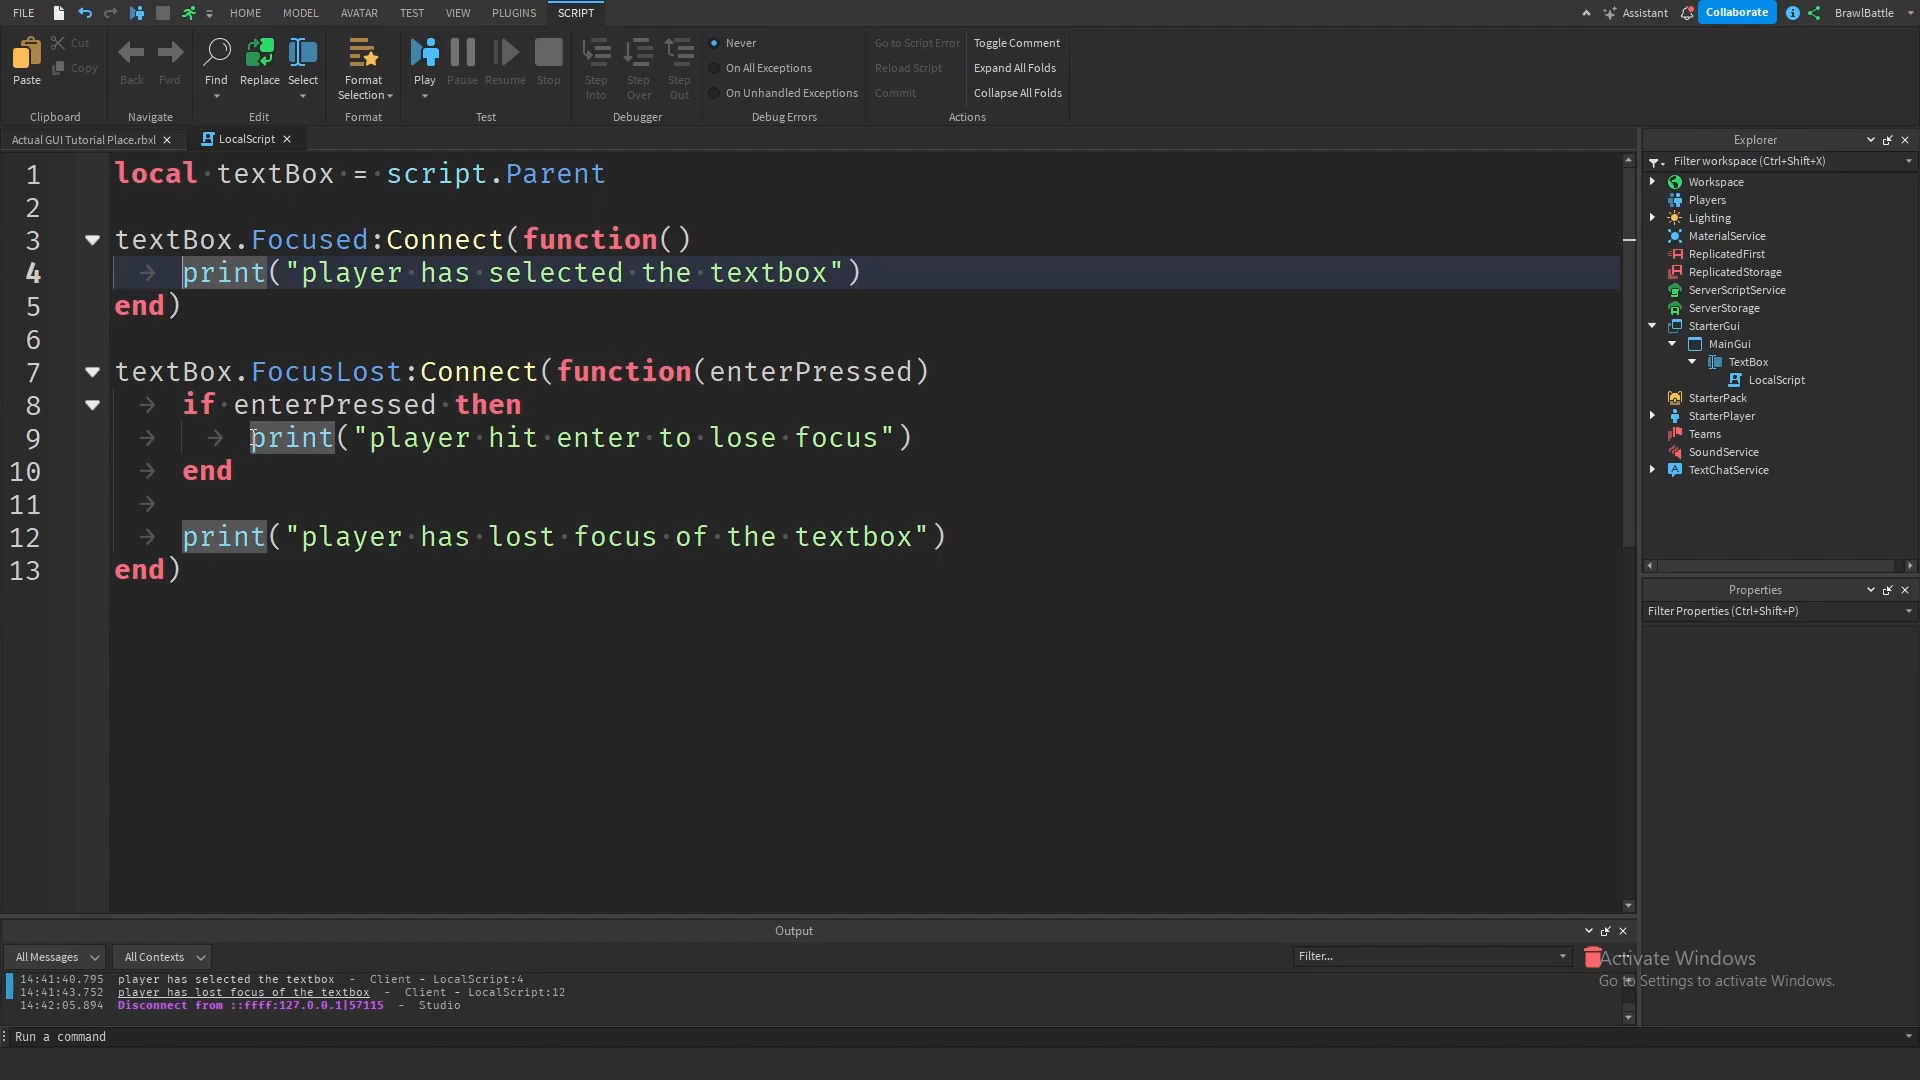 FILE HOME MODEL AVATAR TEST VIEW PLUGINS SCRIPT Assistant Collaborate BrawlBattle
Paste Cut Copy Back Fwd Find Replace Select Format Selection Play Pause Resume Stop Step Into Step Over Step Out
Never Go to Script Error Toggle Comment
On All Exceptions Reload Script Expand All Folds
On Unhandled Exceptions Commit Collapse All Folds
Clipboard Navigate Edit Format Test Debugger Debug Errors Actions
Actual GUI Tutorial Place.rbxl LocalScript
1 local textBox = script.Parent
2
3 textBox.Focused:Connect(function()
4 print("player has selected the textbox")
5 end)
6
7 textBox.FocusLost:Connect(function(enterPressed)
8 if enterPressed then
9 print("player hit enter to lose focus")
10 end
11
12 print("player has lost focus of the textbox")
13 end)
Explorer
Filter workspace (Ctrl+Shift+X)
Workspace
Players
Lighting
MaterialService
ReplicatedFirst
ReplicatedStorage
ServerScriptService
ServerStorage
StarterGui
MainGui
TextBox
LocalScript
StarterPack
StarterPlayer
Teams
SoundService
TextChatService
Properties
Filter Properties (Ctrl+Shift+P)
Output
All Messages All Contexts Filter...
14:41:40.795 player has selected the textbox - Client - LocalScript:4
14:41:43.752 player has lost focus of the textbox - Client - LocalScript:12
14:42:05.894 Disconnect from ::ffff:127.0.0.1|57115 - Studio
Activate Windows
Go to Settings to activate Windows.
Run a command